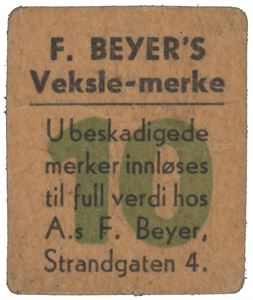 F. BEYER'S
Veksle-merke
10
Ubeskadigede
merker innløses
til full verdi hos
A.s F. Beyer,
Strandgaten 4.